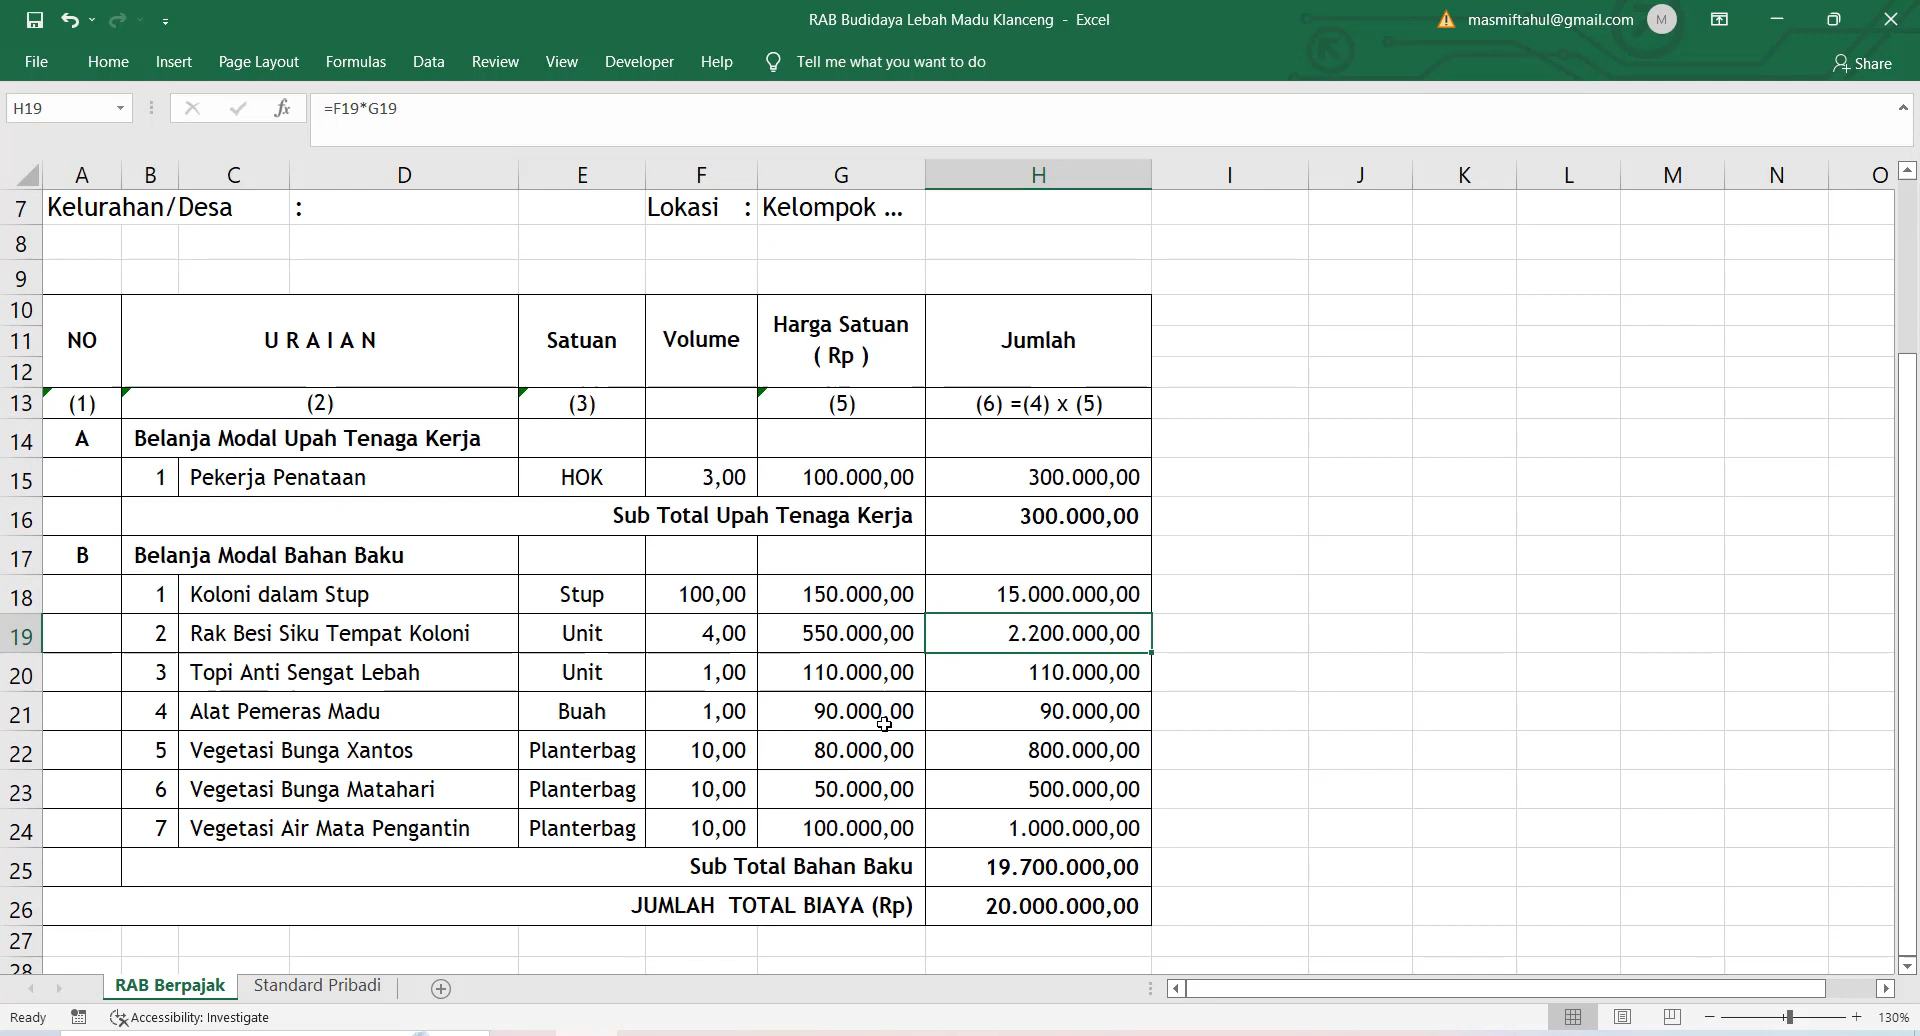 RAB Budidaya Lebah Madu Klanceng - Excel
masmiftahul@gmail.com M
File Home Insert Page Layout Formulas Data Review View Developer Help Tell me what you want to do Share
H19 fx =F19*G19
A B C D E F G H I J K L M N O
7 Kelurahan/Desa : Lokasi : Kelompok ...
8
9
10
11
12
NO U R A I A N Satuan Volume Harga Satuan ( Rp ) Jumlah
13 (1) (2) (3) (5) (6) =(4) x (5)
14 A Belanja Modal Upah Tenaga Kerja
15 1 Pekerja Penataan HOK 3,00 100.000,00 300.000,00
16 Sub Total Upah Tenaga Kerja 300.000,00
17 B Belanja Modal Bahan Baku
18 1 Koloni dalam Stup Stup 100,00 150.000,00 15.000.000,00
19 2 Rak Besi Siku Tempat Koloni Unit 4,00 550.000,00 2.200.000,00
20 3 Topi Anti Sengat Lebah Unit 1,00 110.000,00 110.000,00
21 4 Alat Pemeras Madu Buah 1,00 90.000,00 90.000,00
22 5 Vegetasi Bunga Xantos Planterbag 10,00 80.000,00 800.000,00
23 6 Vegetasi Bunga Matahari Planterbag 10,00 50.000,00 500.000,00
24 7 Vegetasi Air Mata Pengantin Planterbag 10,00 100.000,00 1.000.000,00
25 Sub Total Bahan Baku 19.700.000,00
26 JUMLAH TOTAL BIAYA (Rp) 20.000.000,00
27
28
RAB Berpajak Standard Pribadi
Ready Accessibility: Investigate 130%